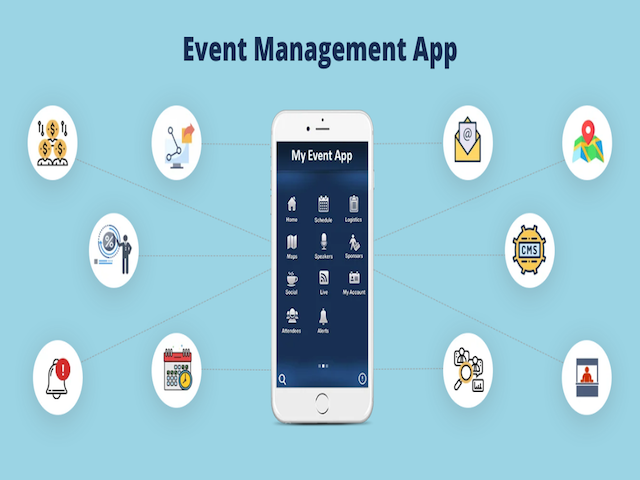 Event Management App
My Event App
Home Schedule Logistics
Maps Speakers Sponsors
Social Live My Account
Attendees Alerts
@
CMS
%
$
$ $
!